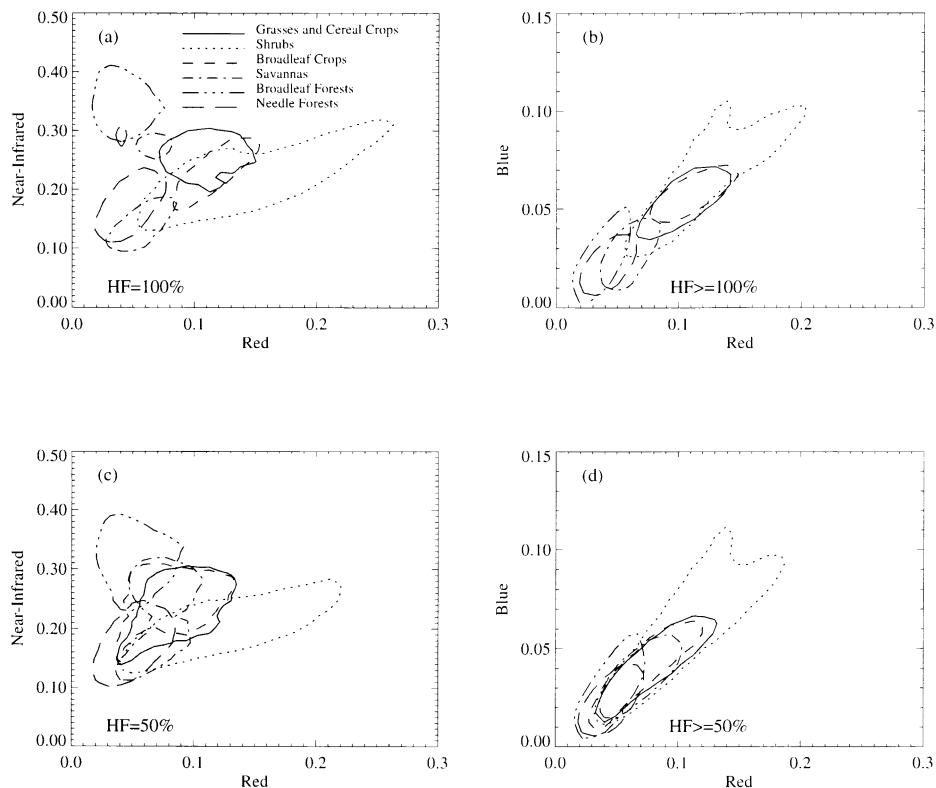 0.50
(a)
Grasses and Cereal Crops
Shrubs
Broadleaf Crops
Savannas
Broadleaf Forests
Needle Forests
0.40
0.30
0.20
0.10
0.00
Near-Infrared
HF=100%
0.0
0.1
0.2
0.3
Red
0.15
(b)
0.10
0.05
0.00
Blue
HF>=100%
0.0
0.1
0.2
0.3
Red
0.50
(c)
0.40
0.30
0.20
0.10
0.00
Near-Infrared
HF=50%
0.0
0.1
0.2
0.3
Red
0.15
(d)
0.10
0.05
0.00
Blue
HF>=50%
0.0
0.1
0.2
0.3
Red